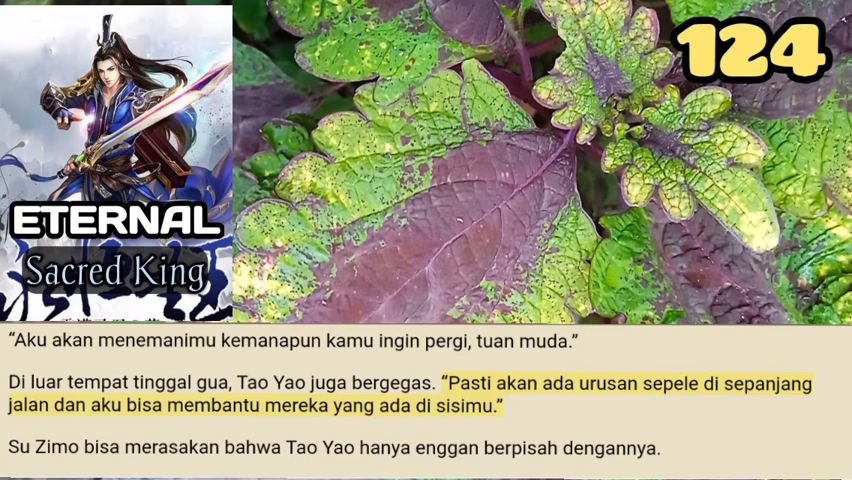 124
ETERNAL
Sacred King
“Aku akan menemanimu kemanapun kamu ingin pergi, tuan muda.”
Di luar tempat tinggal gua, Tao Yao juga bergegas. “Pasti akan ada urusan sepele di sepanjang
jalan dan aku bisa membantu mereka yang ada di sisimu.”
Su Zimo bisa merasakan bahwa Tao Yao hanya enggan berpisah dengannya.